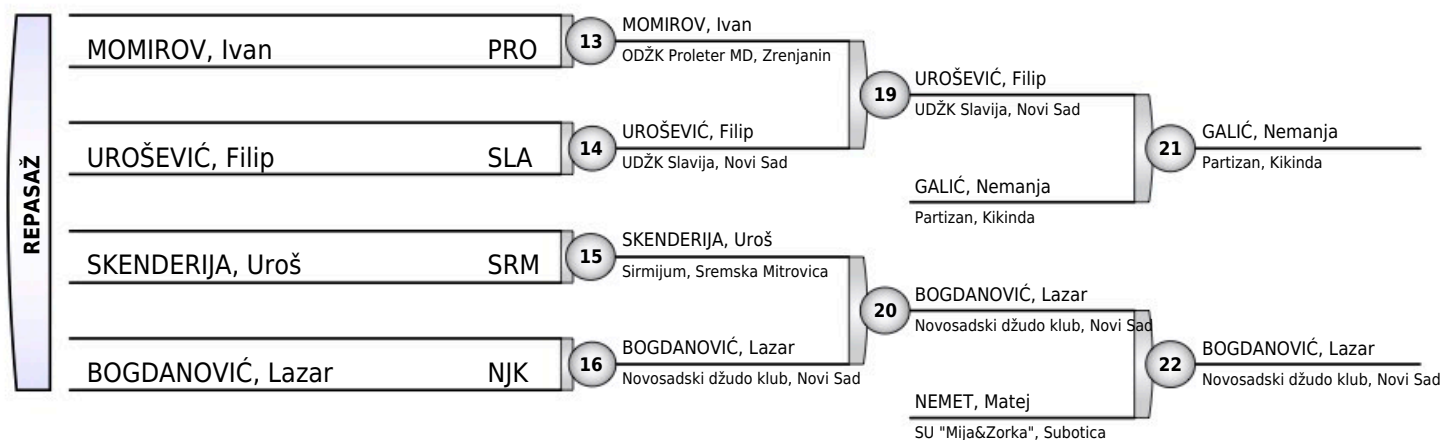 REPASAŽ
MOMIROV, Ivan PRO
UROŠEVIĆ, Filip SLA
SKENDERIJA, Uroš SRM
BOGDANOVIĆ, Lazar NJK
13
MOMIROV, Ivan
ODŽK Proleter MD, Zrenjanin
14
UROŠEVIĆ, Filip
UDŽK Slavija, Novi Sad
15
SKENDERIJA, Uroš
Sirmijum, Sremska Mitrovica
16
BOGDANOVIĆ, Lazar
Novosadski džudo klub, Novi Sad
19
UROŠEVIĆ, Filip
UDŽK Slavija, Novi Sad
GALIĆ, Nemanja
Partizan, Kikinda
20
BOGDANOVIĆ, Lazar
Novosadski džudo klub, Novi Sad
NEMET, Matej
SU "Mija&Zorka", Subotica
21
GALIĆ, Nemanja
Partizan, Kikinda
22
BOGDANOVIĆ, Lazar
Novosadski džudo klub, Novi Sad